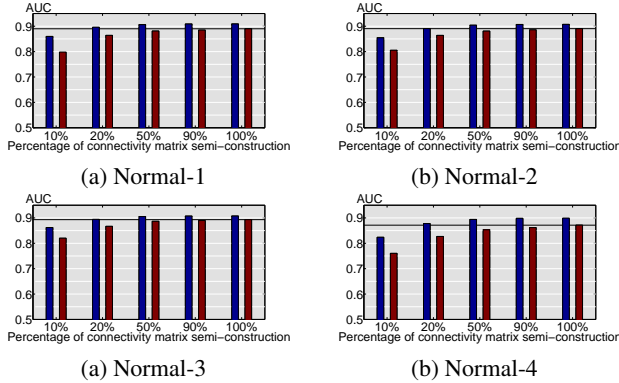 AUC
0.9
0.8
0.7
0.6
0.5
10% 20% 50% 90% 100%
Percentage of connectivity matrix semi−construction
(a) Normal-1
AUC
0.9
0.8
0.7
0.6
0.5
10% 20% 50% 90% 100%
Percentage of connectivity matrix semi−construction
(b) Normal-2
AUC
0.9
0.8
0.7
0.6
0.5
10% 20% 50% 90% 100%
Percentage of connectivity matrix semi−construction
(a) Normal-3
AUC
0.9
0.8
0.7
0.6
0.5
10% 20% 50% 90% 100%
Percentage of connectivity matrix semi−construction
(b) Normal-4